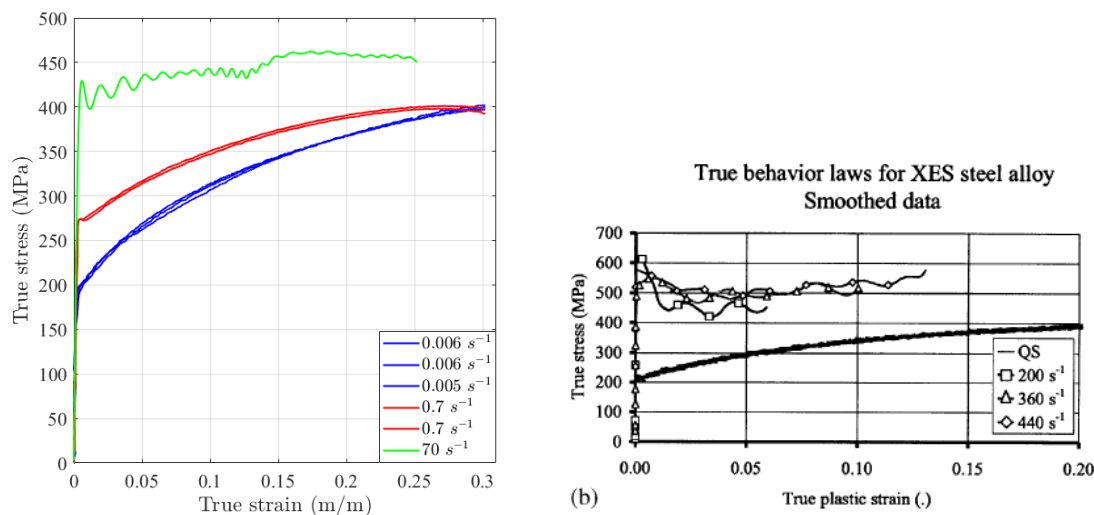 500
450
400
350
300
250
200
150
100
50
0
True stress (MPa)
0.006 s⁻¹
0.006 s⁻¹
0.005 s⁻¹
0.7 s⁻¹
0.7 s⁻¹
70 s⁻¹
0 0.05 0.1 0.15 0.2 0.25 0.3
True strain (m/m)
True behavior laws for XES steel alloy
Smoothed data
700
600
500
400
300
200
100
0
True stress (MPa)
QS
200 s⁻¹
360 s⁻¹
440 s⁻¹
0.00 0.05 0.10 0.15 0.20
(b)
True plastic strain (.)